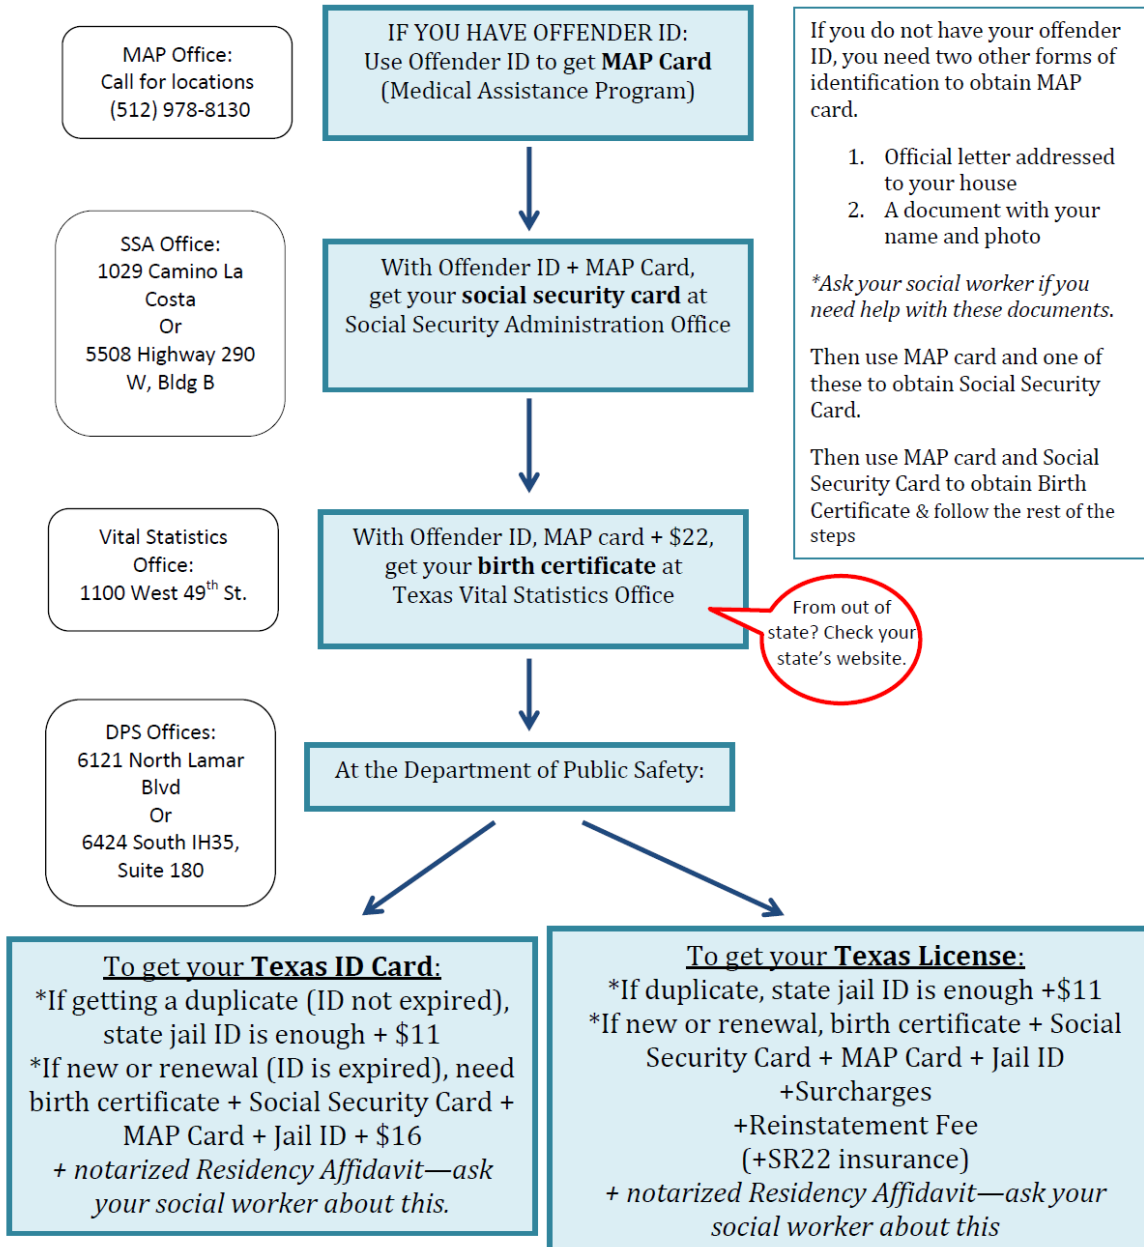 MAP Office:
Call for locations
(512) 978-8130
IF YOU HAVE OFFENDER ID:
Use Offender ID to get MAP Card
(Medical Assistance Program)
If you do not have your offender
ID, you need two other forms of
identification to obtain MAP
card.
1. Official letter addressed
to your house
2. A document with your
name and photo
*Ask your social worker if you
need help with these documents.
Then use MAP card and one of
these to obtain Social Security
Card.
Then use MAP card and Social
Security Card to obtain Birth
Certificate & follow the rest of the
steps
SSA Office:
1029 Camino La
Costa
Or
5508 Highway 290
W, Bldg B
With Offender ID + MAP Card,
get your social security card at
Social Security Administration Office
Vital Statistics
Office:
1100 West 49th St.
With Offender ID, MAP card + $22,
get your birth certificate at
Texas Vital Statistics Office
From out of
state? Check your
state's website.
DPS Offices:
6121 North Lamar
Blvd
Or
6424 South IH35,
Suite 180
At the Department of Public Safety:
To get your Texas ID Card:
*If getting a duplicate (ID not expired),
state jail ID is enough + $11
*If new or renewal (ID is expired), need
birth certificate + Social Security Card +
MAP Card + Jail ID + $16
+ notarized Residency Affidavit—ask
your social worker about this.
To get your Texas License:
*If duplicate, state jail ID is enough +$11
*If new or renewal, birth certificate + Social
Security Card + MAP Card + Jail ID
+Surcharges
+Reinstatement Fee
(+SR22 insurance)
+ notarized Residency Affidavit—ask your
social worker about this